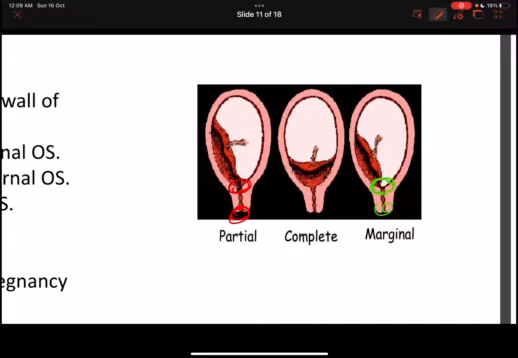 12:09 AM Sun 16 Oct
18%
Slide 11 of 18
wall of
nal OS.
rnal OS.
S.
egnancy
Partial Complete Marginal